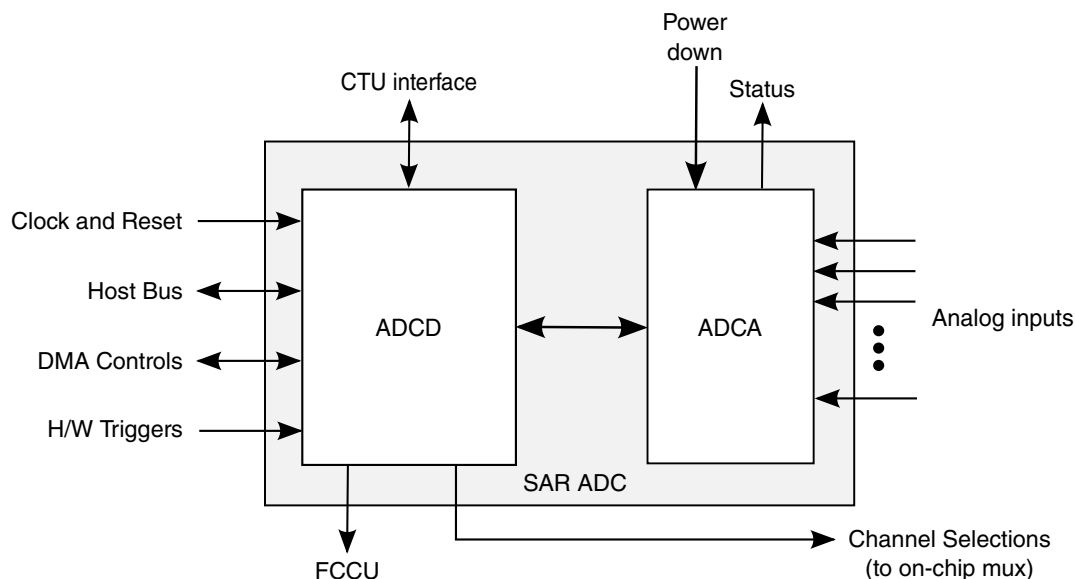 Power
down
CTU interface
Status
Clock and Reset
Host Bus
ADCD
ADCA
Analog inputs
DMA Controls
H/W Triggers
SAR ADC
Channel Selections
(to on-chip mux)
FCCU